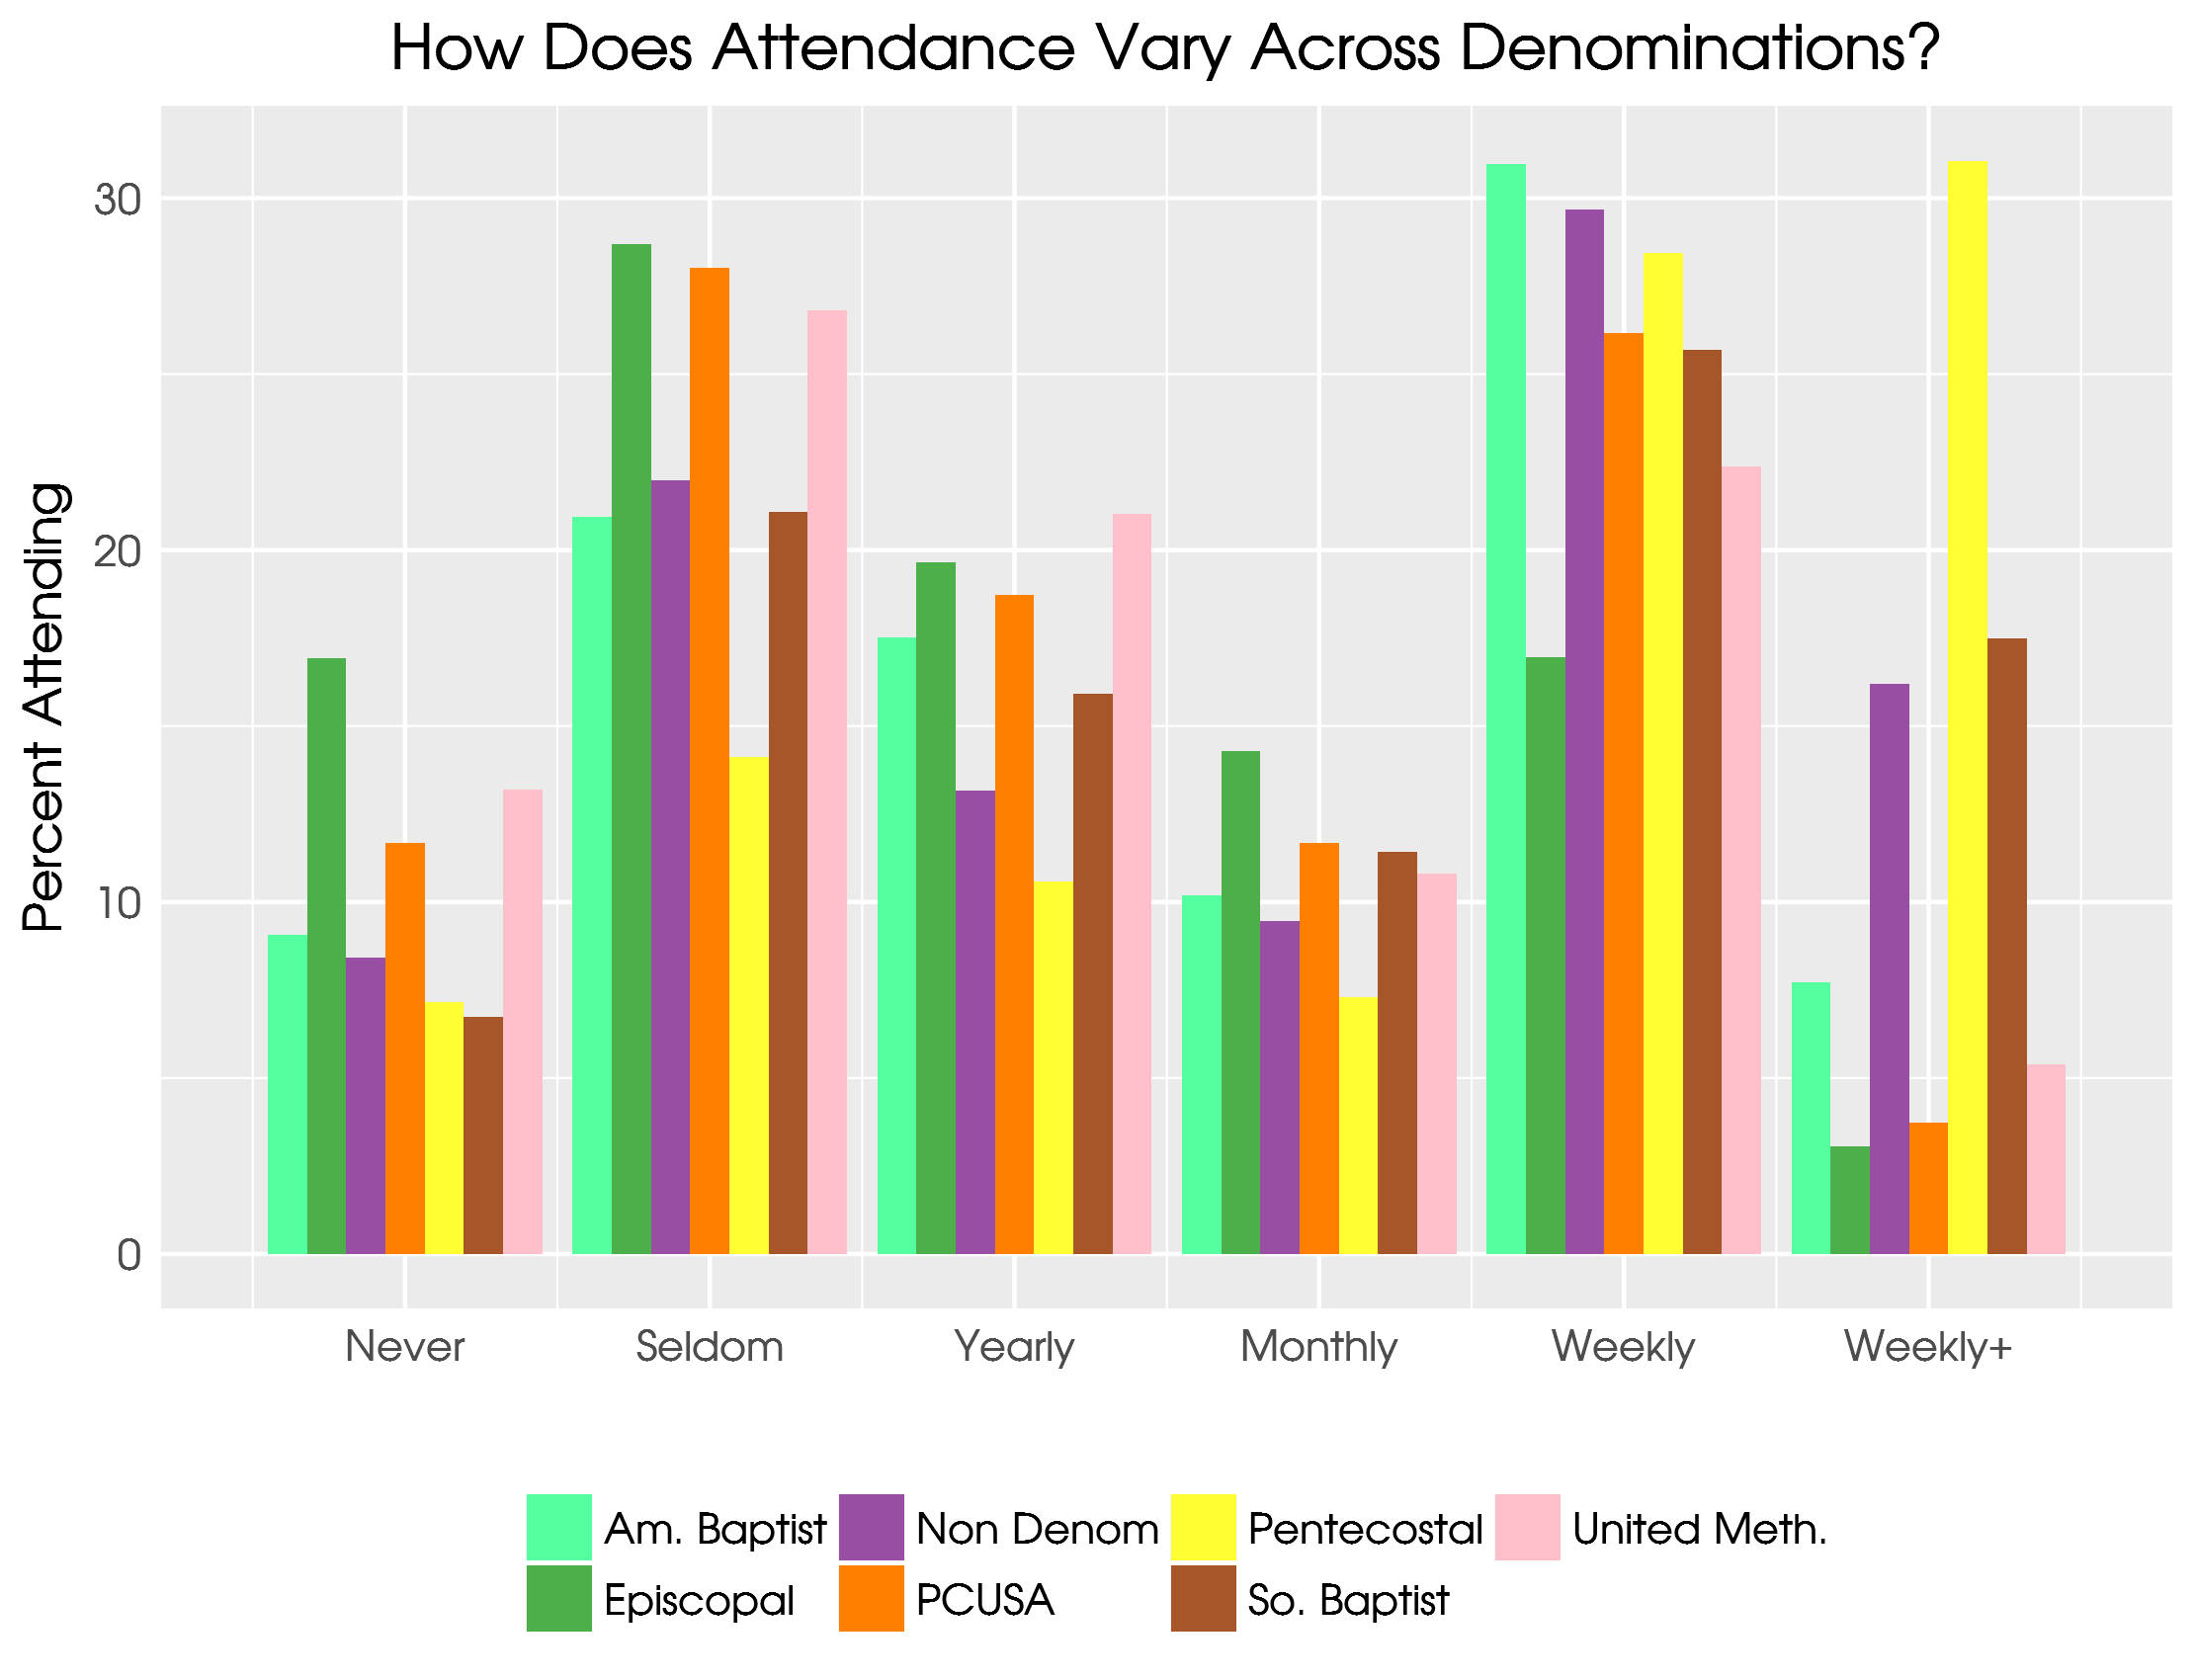 How Does Attendance Vary Across Denominations?
Percent Attending
30
20
10
0
Never Seldom Yearly Monthly Weekly Weekly+
Am. Baptist Non Denom Pentecostal United Meth.
Episcopal PCUSA So. Baptist